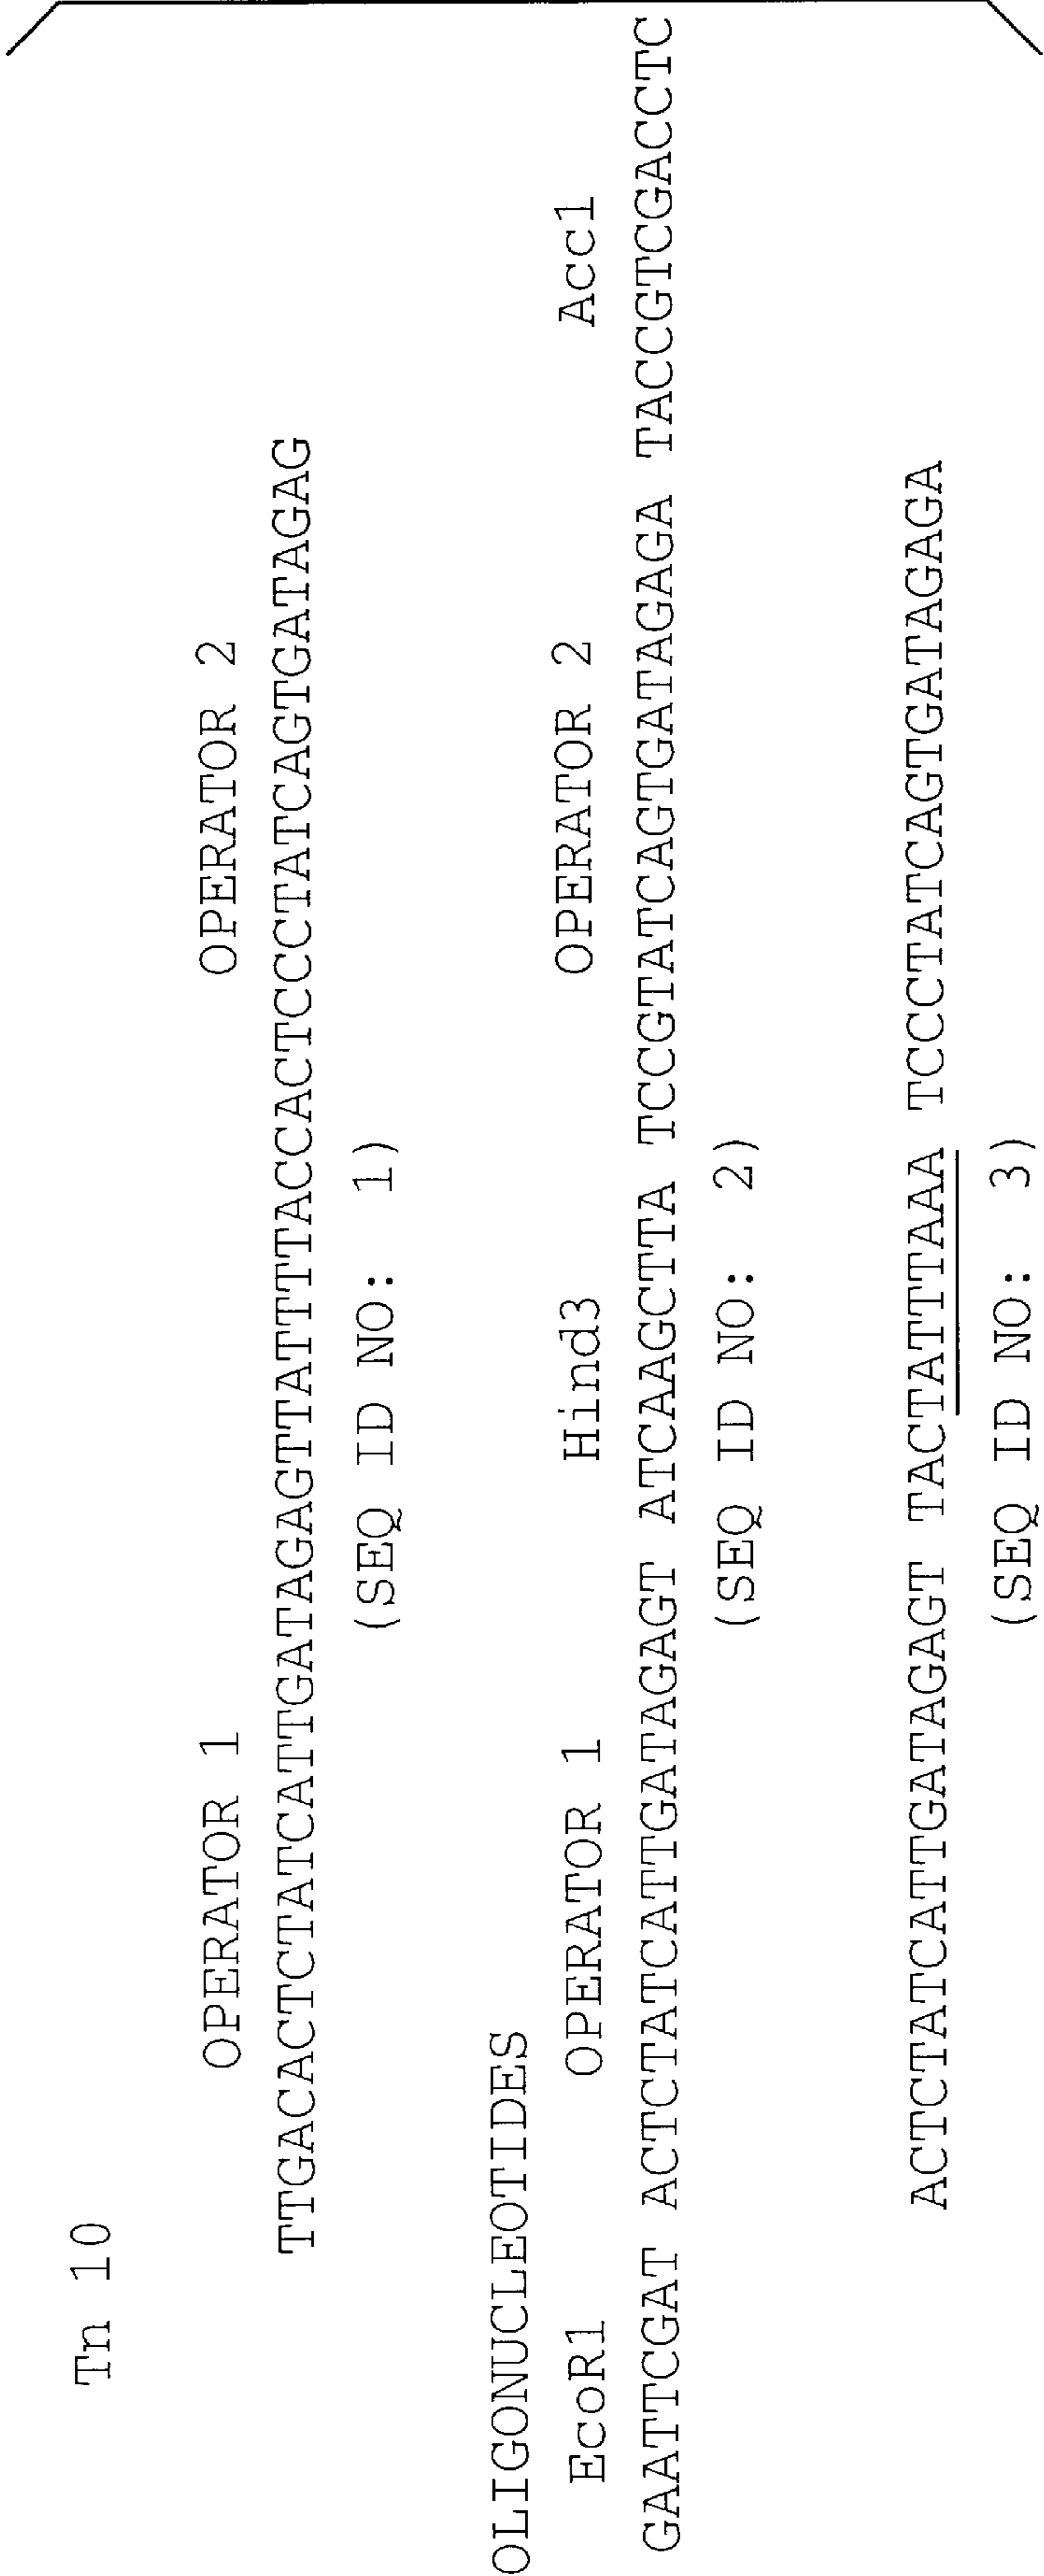 Tn 10
OPERATOR 1 OPERATOR 2
TTGACACTCTATCATTGATAGAGTTATTTTACCACTCCCTATCAGTGATAGAG
(SEQ ID NO: 1)
OLIGONUCLEOTIDES
EcoR1 OPERATOR 1 Hind3 OPERATOR 2 Acc1
GAATTCGAT ACTCTATCATTGATAGAGT ATCAAGCTTA TCCGTATCAGTGATAGAGA TACCGTCGACCTC
(SEQ ID NO: 2)
ACTCTATCATTGATAGAGT TACTATTTAAA TCCCTATCAGTGATAGAGA
(SEQ ID NO: 3)